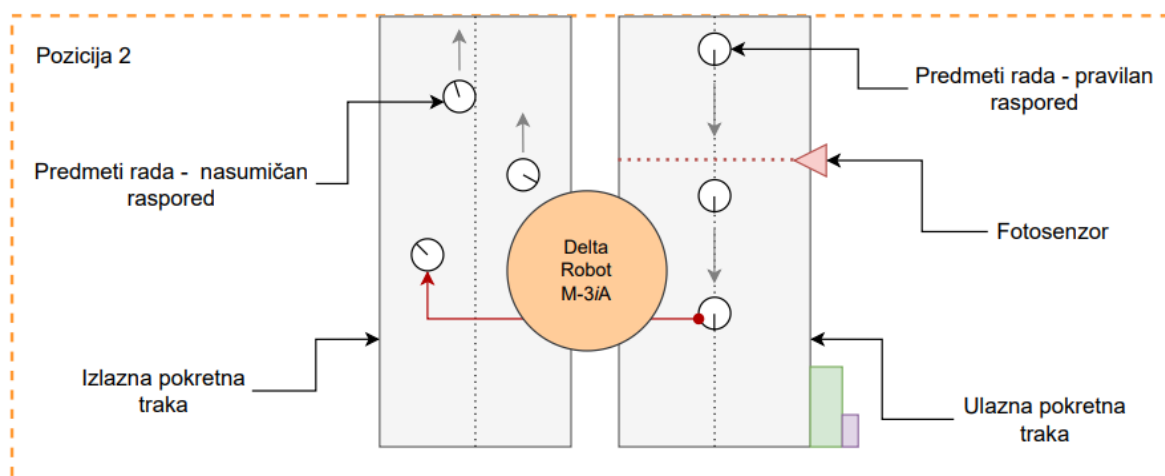 Pozicija 2
Predmeti rada - pravilan
raspored
Predmeti rada -  nasumičan
raspored
Fotosenzor
Delta
Robot
M-3iA
Izlazna pokretna
traka
Ulazna pokretna
traka